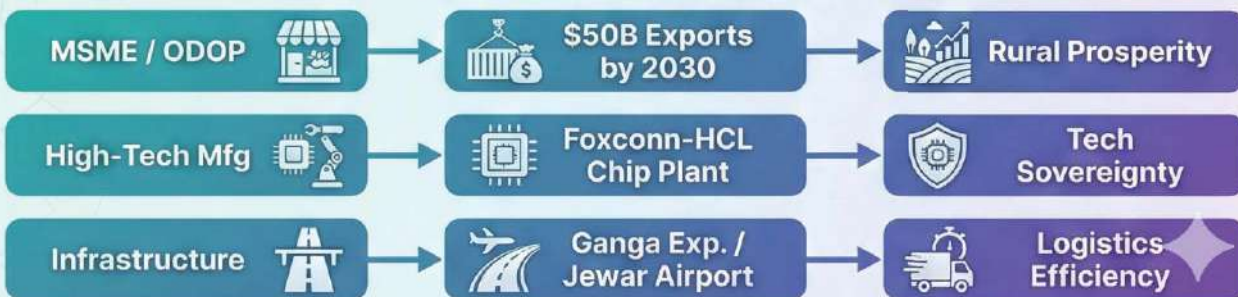 MSME / ODOP
$50B Exports
by 2030
Rural Prosperity
High-Tech Mfg
Foxconn-HCL
Chip Plant
Tech
Sovereignty
Infrastructure
Ganga Exp. /
Jewar Airport
Logistics
Efficiency